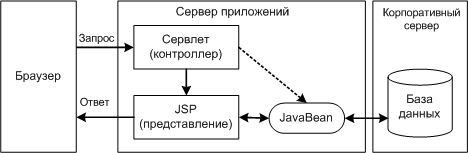 Сервер приложений
Корпоративный
сервер
Запрос
Сервлет
(контроллер)
Браузер
Ответ
JSP
(представление)
JavaBean
База
данных